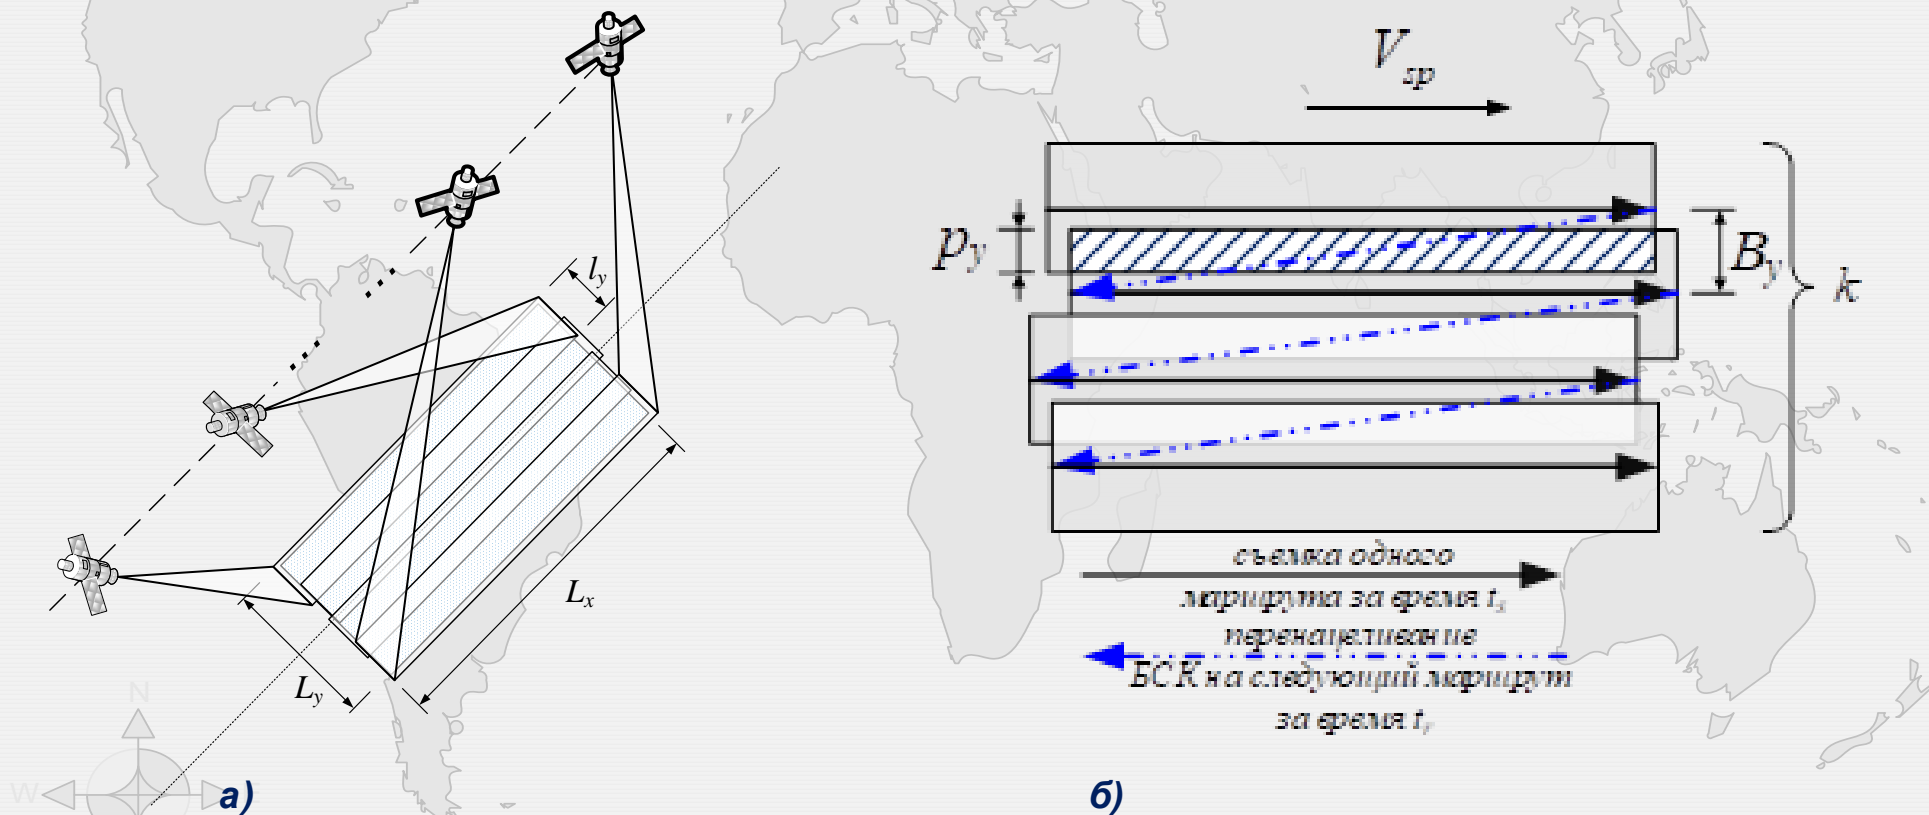 l_y
L_x
L_y
а)
N
W
E
V_sp
p_y
B_y
k
съемка одного
маршрута за время t_s
перенацеливание
БСК на следующий маршрут
за время t_r
б)